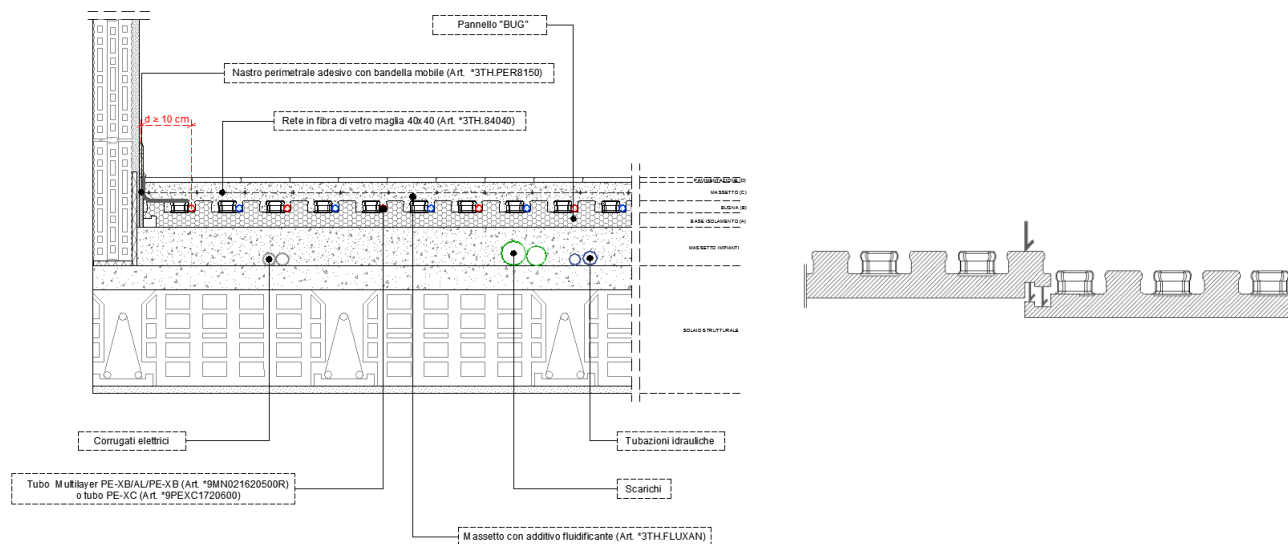 Pannello "BUG"
Nastro perimetrale adesivo con bandella mobile (Art. *3TH.PER8150)
d ≥ 10 cm
Rete in fibra di vetro maglia 40x40 (Art. *3TH.84040)
PAVIMENTAZIONE (D)
MASSETTO (C)
BUGNA (B)
BASE ISOLAMENTO (A)
MASSETTO IMPIANTI
SOLAIO STRUTTURALE
Corrugati elettrici
Tubazioni idrauliche
Tubo Multilayer PE-XB/AL/PE-XB (Art. *9MN021620500R)
o tubo PE-XC (Art. *9PEXC1720600)
Scarichi
Massetto con additivo fluidificante (Art. *3TH.FLUXAN)